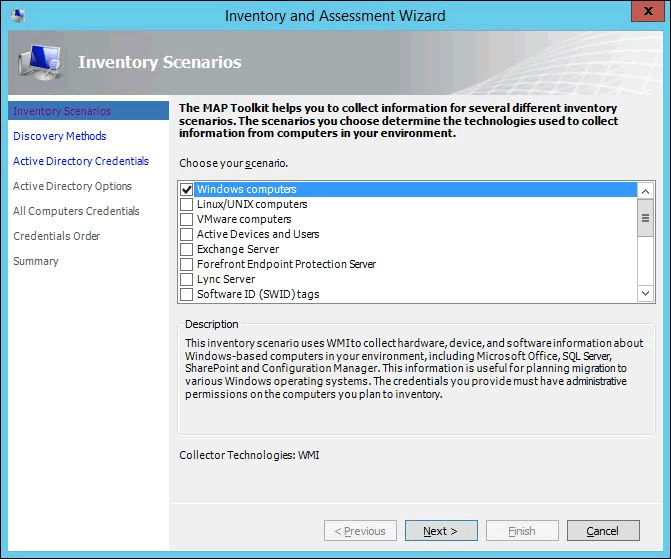 Inventory and Assessment Wizard
x
Inventory Scenarios
Inventory Scenarios
Discovery Methods
Active Directory Credentials
Active Directory Options
All Computers Credentials
Credentials Order
Summary
The MAP Toolkit helps you to collect information for several different inventory
scenarios. The scenarios you choose determine the technologies used to collect
information from computers in your environment.
Choose your scenario.
Windows computers
Linux/UNIX computers
VMware computers
Active Devices and Users
Exchange Server
Forefront Endpoint Protection Server
Lync Server
Software ID (SWID) tags
Description
This inventory scenario uses WMI to collect hardware, device, and software information about
Windows-based computers in your environment, including Microsoft Office, SQL Server,
SharePoint and Configuration Manager. This information is useful for planning migration to
various Windows operating systems. The credentials you provide must have administrative
permissions on the computers you plan to inventory.
Collector Technologies: WMI
< Previous
Next >
Finish
Cancel